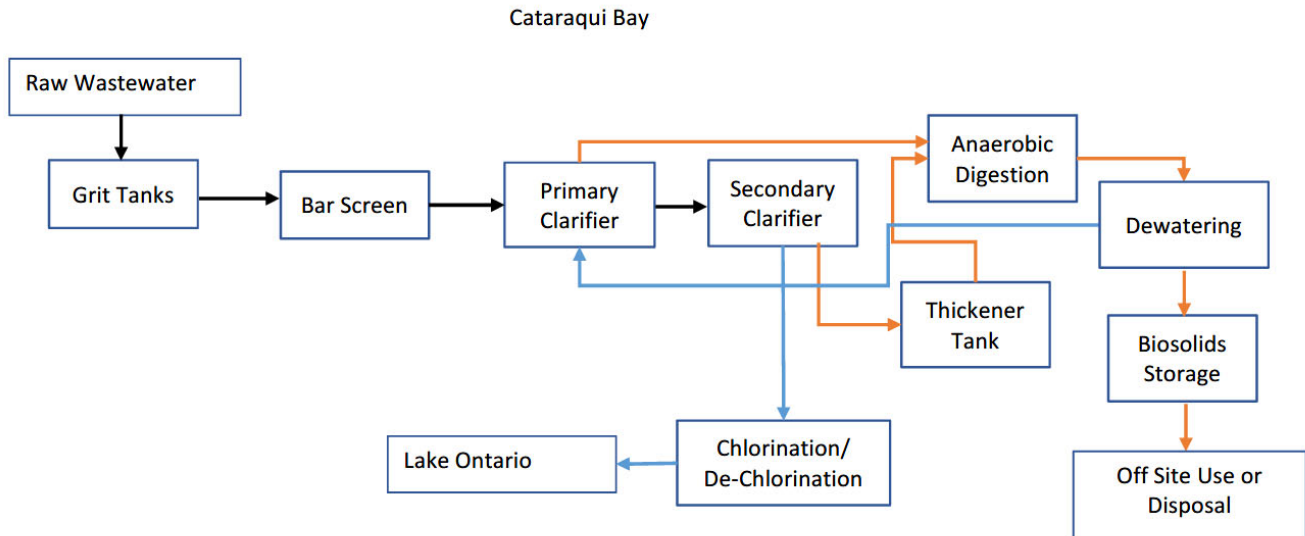 Cataraqui Bay
Raw Wastewater
Grit Tanks
Bar Screen
Primary
Clarifier
Secondary
Clarifier
Anaerobic
Digestion
Dewatering
Thickener
Tank
Biosolids
Storage
Chlorination/
De-Chlorination
Lake Ontario
Off Site Use or
Disposal